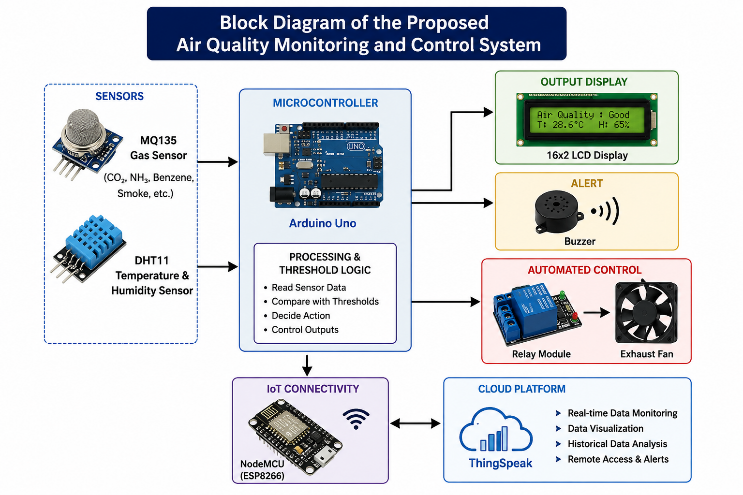 Block Diagram of the Proposed
Air Quality Monitoring and Control System
SENSORS
MQ135
Gas Sensor
(CO₂, NH₃, Benzene,
Smoke, etc.)
DHT11
Temperature &
Humidity Sensor
MICROCONTROLLER
UNO
Arduino Uno
PROCESSING &
THRESHOLD LOGIC
• Read Sensor Data
• Compare with Thresholds
• Decide Action
• Control Outputs
OUTPUT DISPLAY
Air Quality : Good
T: 28.6°C H: 65%
16x2 LCD Display
ALERT
Buzzer
AUTOMATED CONTROL
Relay Module
Exhaust Fan
IoT CONNECTIVITY
NodeMCU
(ESP8266)
CLOUD PLATFORM
ThingSpeak
➤ Real-time Data Monitoring
➤ Data Visualization
➤ Historical Data Analysis
➤ Remote Access & Alerts